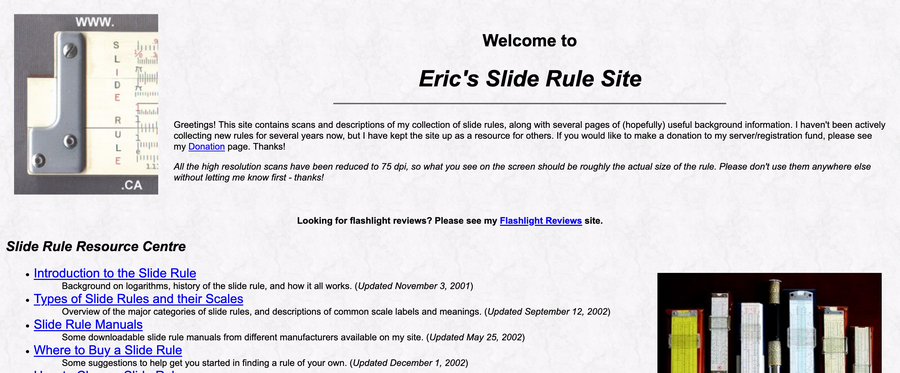 WWW.
SLIDE RULE
.CA
Welcome to
Eric's Slide Rule Site
Greetings! This site contains scans and descriptions of my collection of slide rules, along with several pages of (hopefully) useful background information. I haven't been actively
collecting new rules for several years now, but I have kept the site up as a resource for others. If you would like to make a donation to my server/registration fund, please see
my Donation page. Thanks!
All the high resolution scans have been reduced to 75 dpi, so what you see on the screen should be roughly the actual size of the rule. Please don't use them anywhere else
without letting me know first - thanks!
Looking for flashlight reviews? Please see my Flashlight Reviews site.
Slide Rule Resource Centre
• Introduction to the Slide Rule
Background on logarithms, history of the slide rule, and how it all works. (Updated November 3, 2001)
• Types of Slide Rules and their Scales
Overview of the major categories of slide rules, and descriptions of common scale labels and meanings. (Updated September 12, 2002)
• Slide Rule Manuals
Some downloadable slide rule manuals from different manufacturers available on my site. (Updated May 25, 2002)
• Where to Buy a Slide Rule
Some suggestions to help get you started in finding a rule of your own. (Updated December 1, 2002)